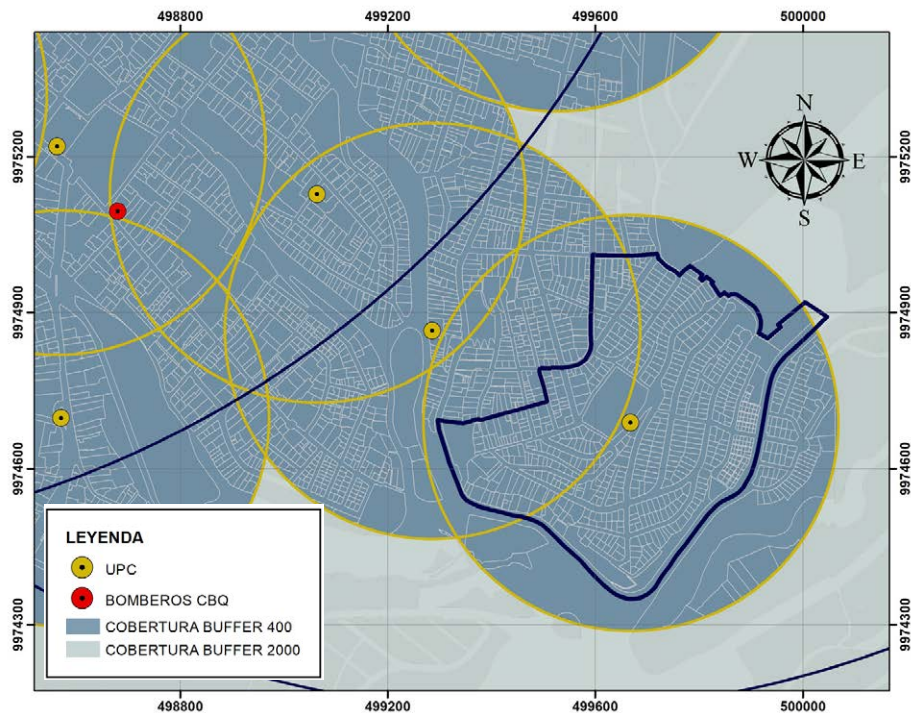 498800 499200 499600 500000
9975200
9975200
9974900
9974900
9974600
9974600
9974300
9974300
N
W E
S
LEYENDA
UPC
BOMBEROS CBQ
COBERTURA BUFFER 400
COBERTURA BUFFER 2000
498800 499200 499600 500000